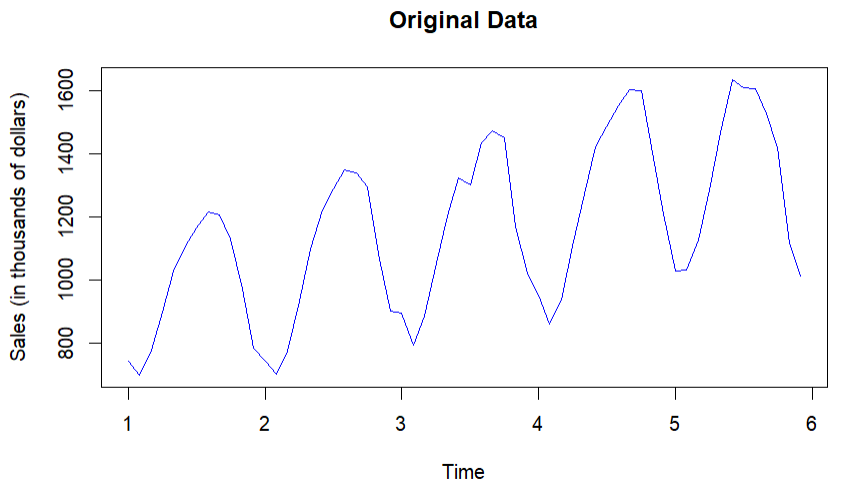 Original Data
Sales (in thousands of dollars)
1600
1400
1200
1000
800
1 2 3 4 5 6
Time